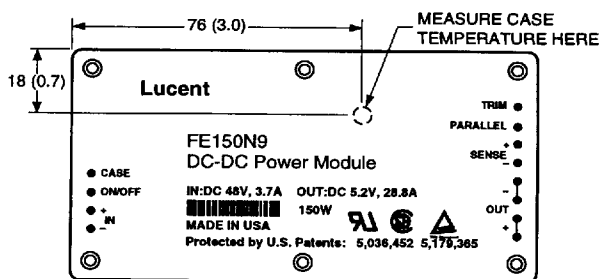 76 (3.0)
MEASURE CASE
TEMPERATURE HERE
18 (0.7)
Lucent
TRIM
PARALLEL
+
SENSE
–
FE150N9
DC-DC Power Module
CASE
ON/OFF
+
IN
–
IN:DC 48V, 3.7A OUT:DC 5.2V, 28.8A
150W
MADE IN USA
Protected by U.S. Patents: 5,036,452 5,179,365
–
OUT
+